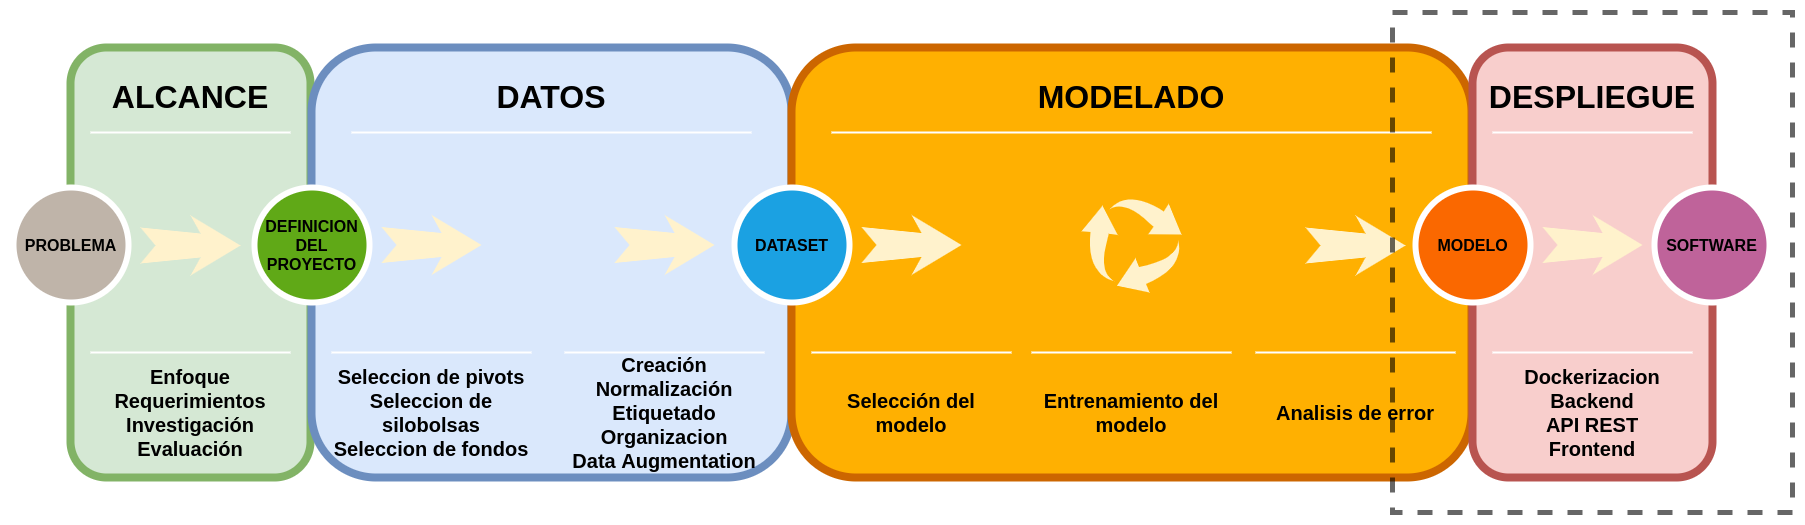 ALCANCE
DATOS
MODELADO
DESPLIEGUE
PROBLEMA
DEFINICION
DEL
PROYECTO
DATASET
MODELO
SOFTWARE
Enfoque
Requerimientos
Investigación
Evaluación
Seleccion de pivots
Seleccion de
silobolsas
Seleccion de fondos
Creación
Normalización
Etiquetado
Organizacion
Data Augmentation
Selección del
modelo
Entrenamiento del
modelo
Analisis de error
Dockerizacion
Backend
API REST
Frontend